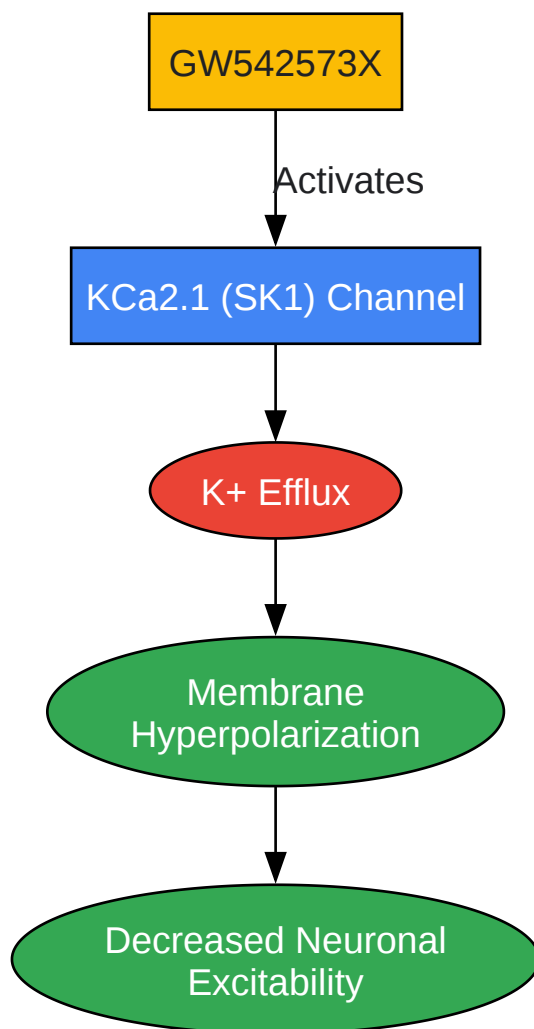 GW542573X
Activates
KCa2.1 (SK1) Channel
K+ Efflux
Membrane
Hyperpolarization
Decreased Neuronal
Excitability